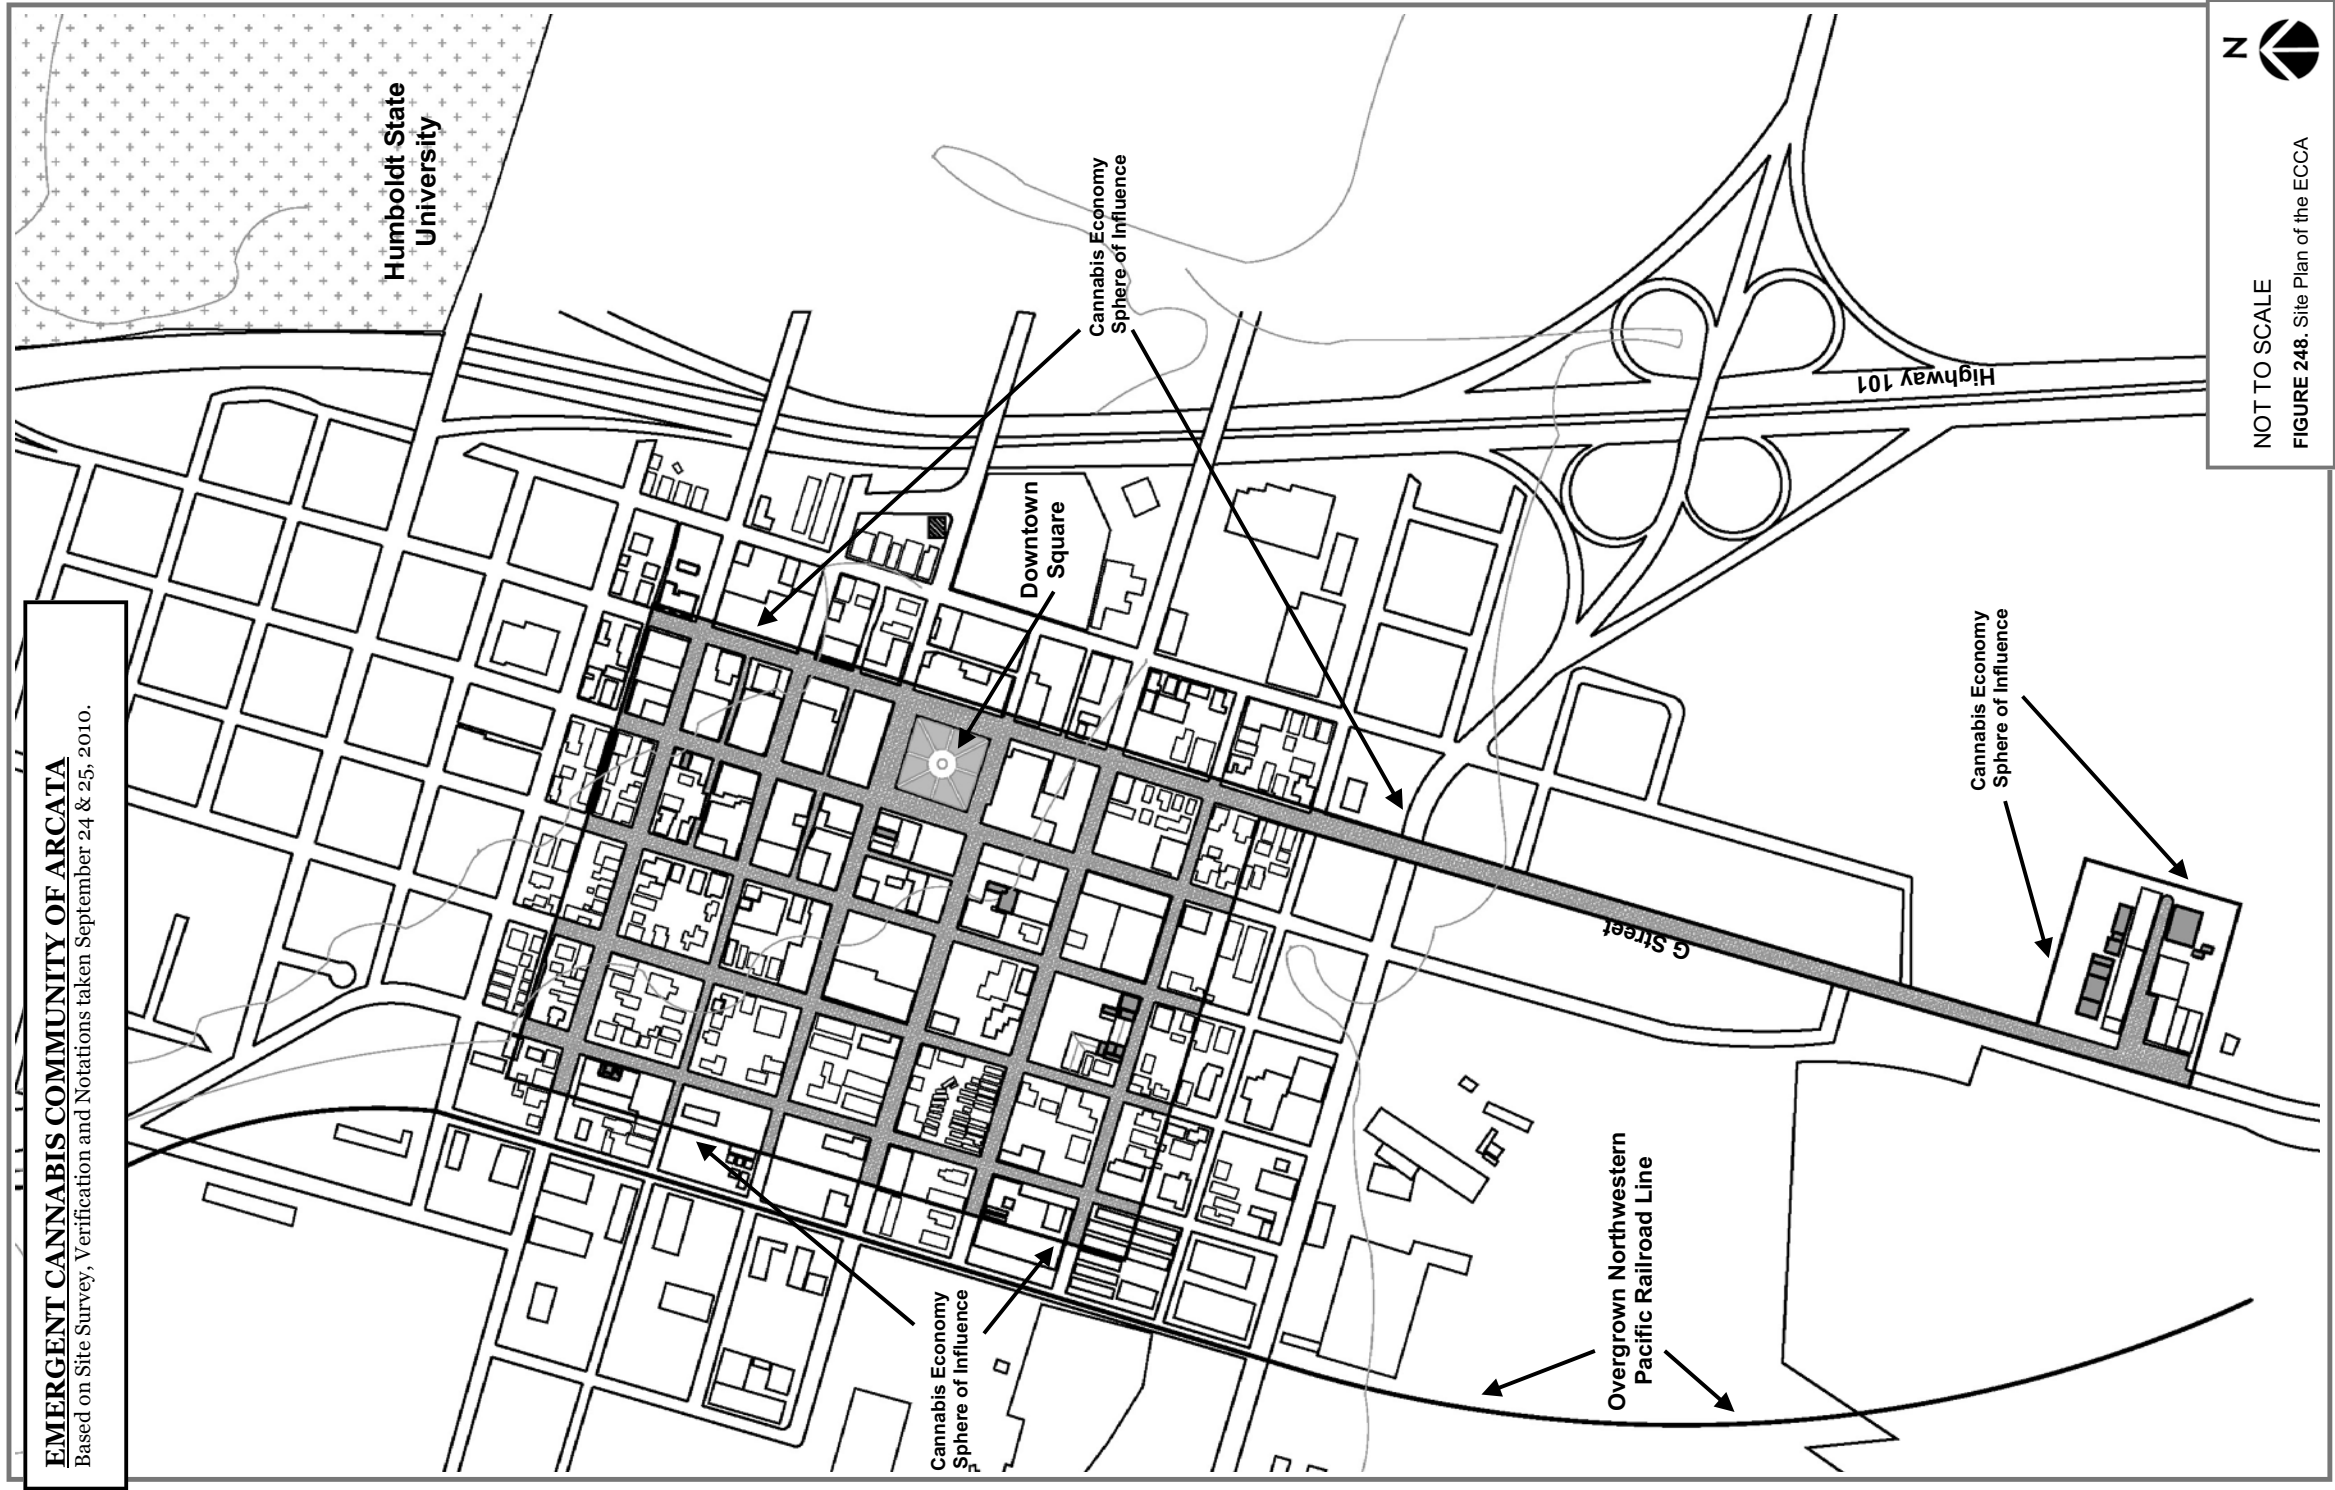 EMERGENT CANNABIS COMMUNITY OF ARCATA
Based on Site Survey, Verification and Notations taken September 24 & 25, 2010.
Humboldt State
University
Cannabis Economy
Sphere of Influence
Downtown
Square
Highway 101
G Street
Cannabis Economy
Sphere of Influence
Cannabis Economy
Sphere of Influence
Overgrown Northwestern
Pacific Railroad Line
N
NOT TO SCALE
FIGURE 248. Site Plan of the ECCA